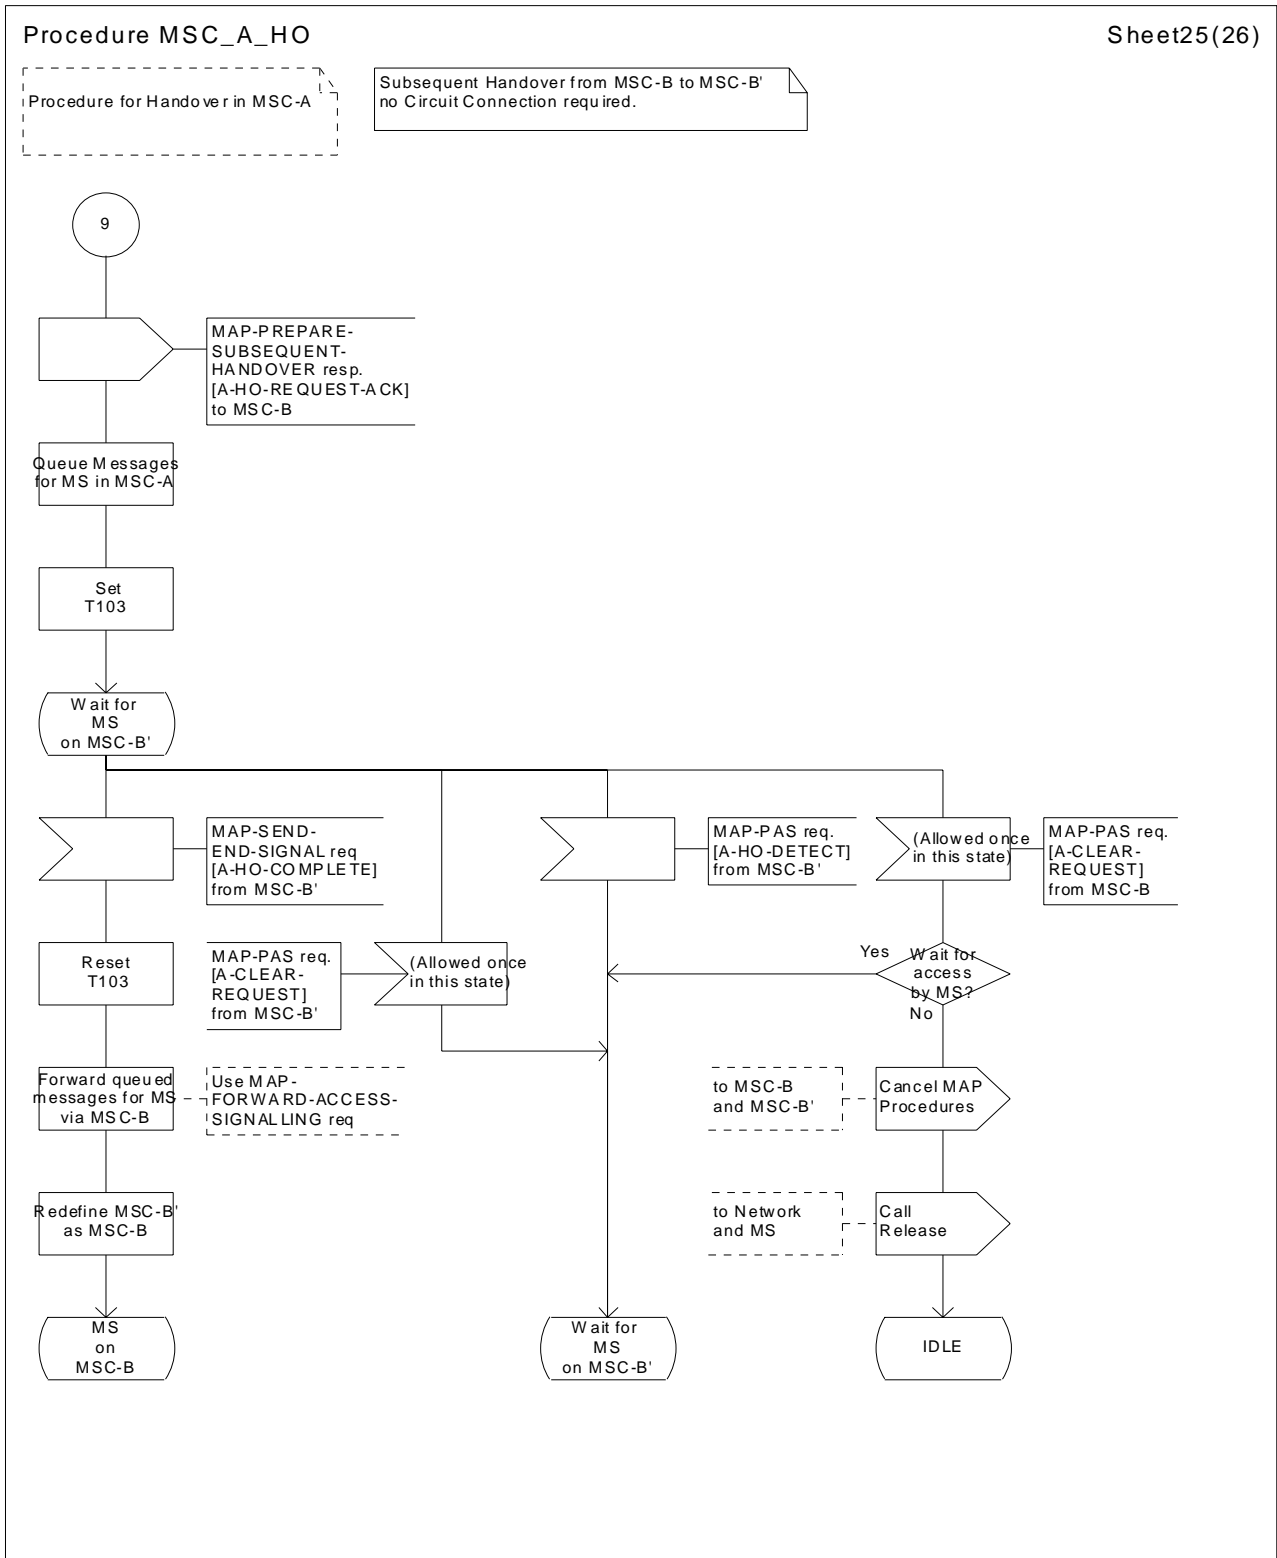 Procedure MSC_A_HO
Sheet25(26)
Procedure for Handover in MSC-A
Subsequent Handover from MSC-B to MSC-B'
no Circuit Connection required.
9
MAP-PREPARE-
SUBSEQUENT-
HANDOVER resp.
[A-HO-REQUEST-ACK]
to MSC-B
Queue Messages
for MS in MSC-A
Set
T103
Wait for
MS
on MSC-B'
MAP-SEND-
END-SIGNAL req
[A-HO-COMPLETE]
from MSC-B'
MAP-PAS req.
[A-HO-DETECT]
from MSC-B'
(Allowed once
in this state)
MAP-PAS req.
[A-CLEAR-
REQUEST]
from MSC-B
Reset
T103
MAP-PAS req.
[A-CLEAR-
REQUEST]
from MSC-B'
(Allowed once
in this state)
Yes
Wait for
access
by MS?
No
Forward queued
messages for MS
via MSC-B
Use MAP-
FORWARD-ACCESS-
SIGNALLING req
to MSC-B
and MSC-B'
Cancel MAP
Procedures
Redefine MSC-B'
as MSC-B
to Network
and MS
Call
Release
MS
on
MSC-B
Wait for
MS
on MSC-B'
IDLE